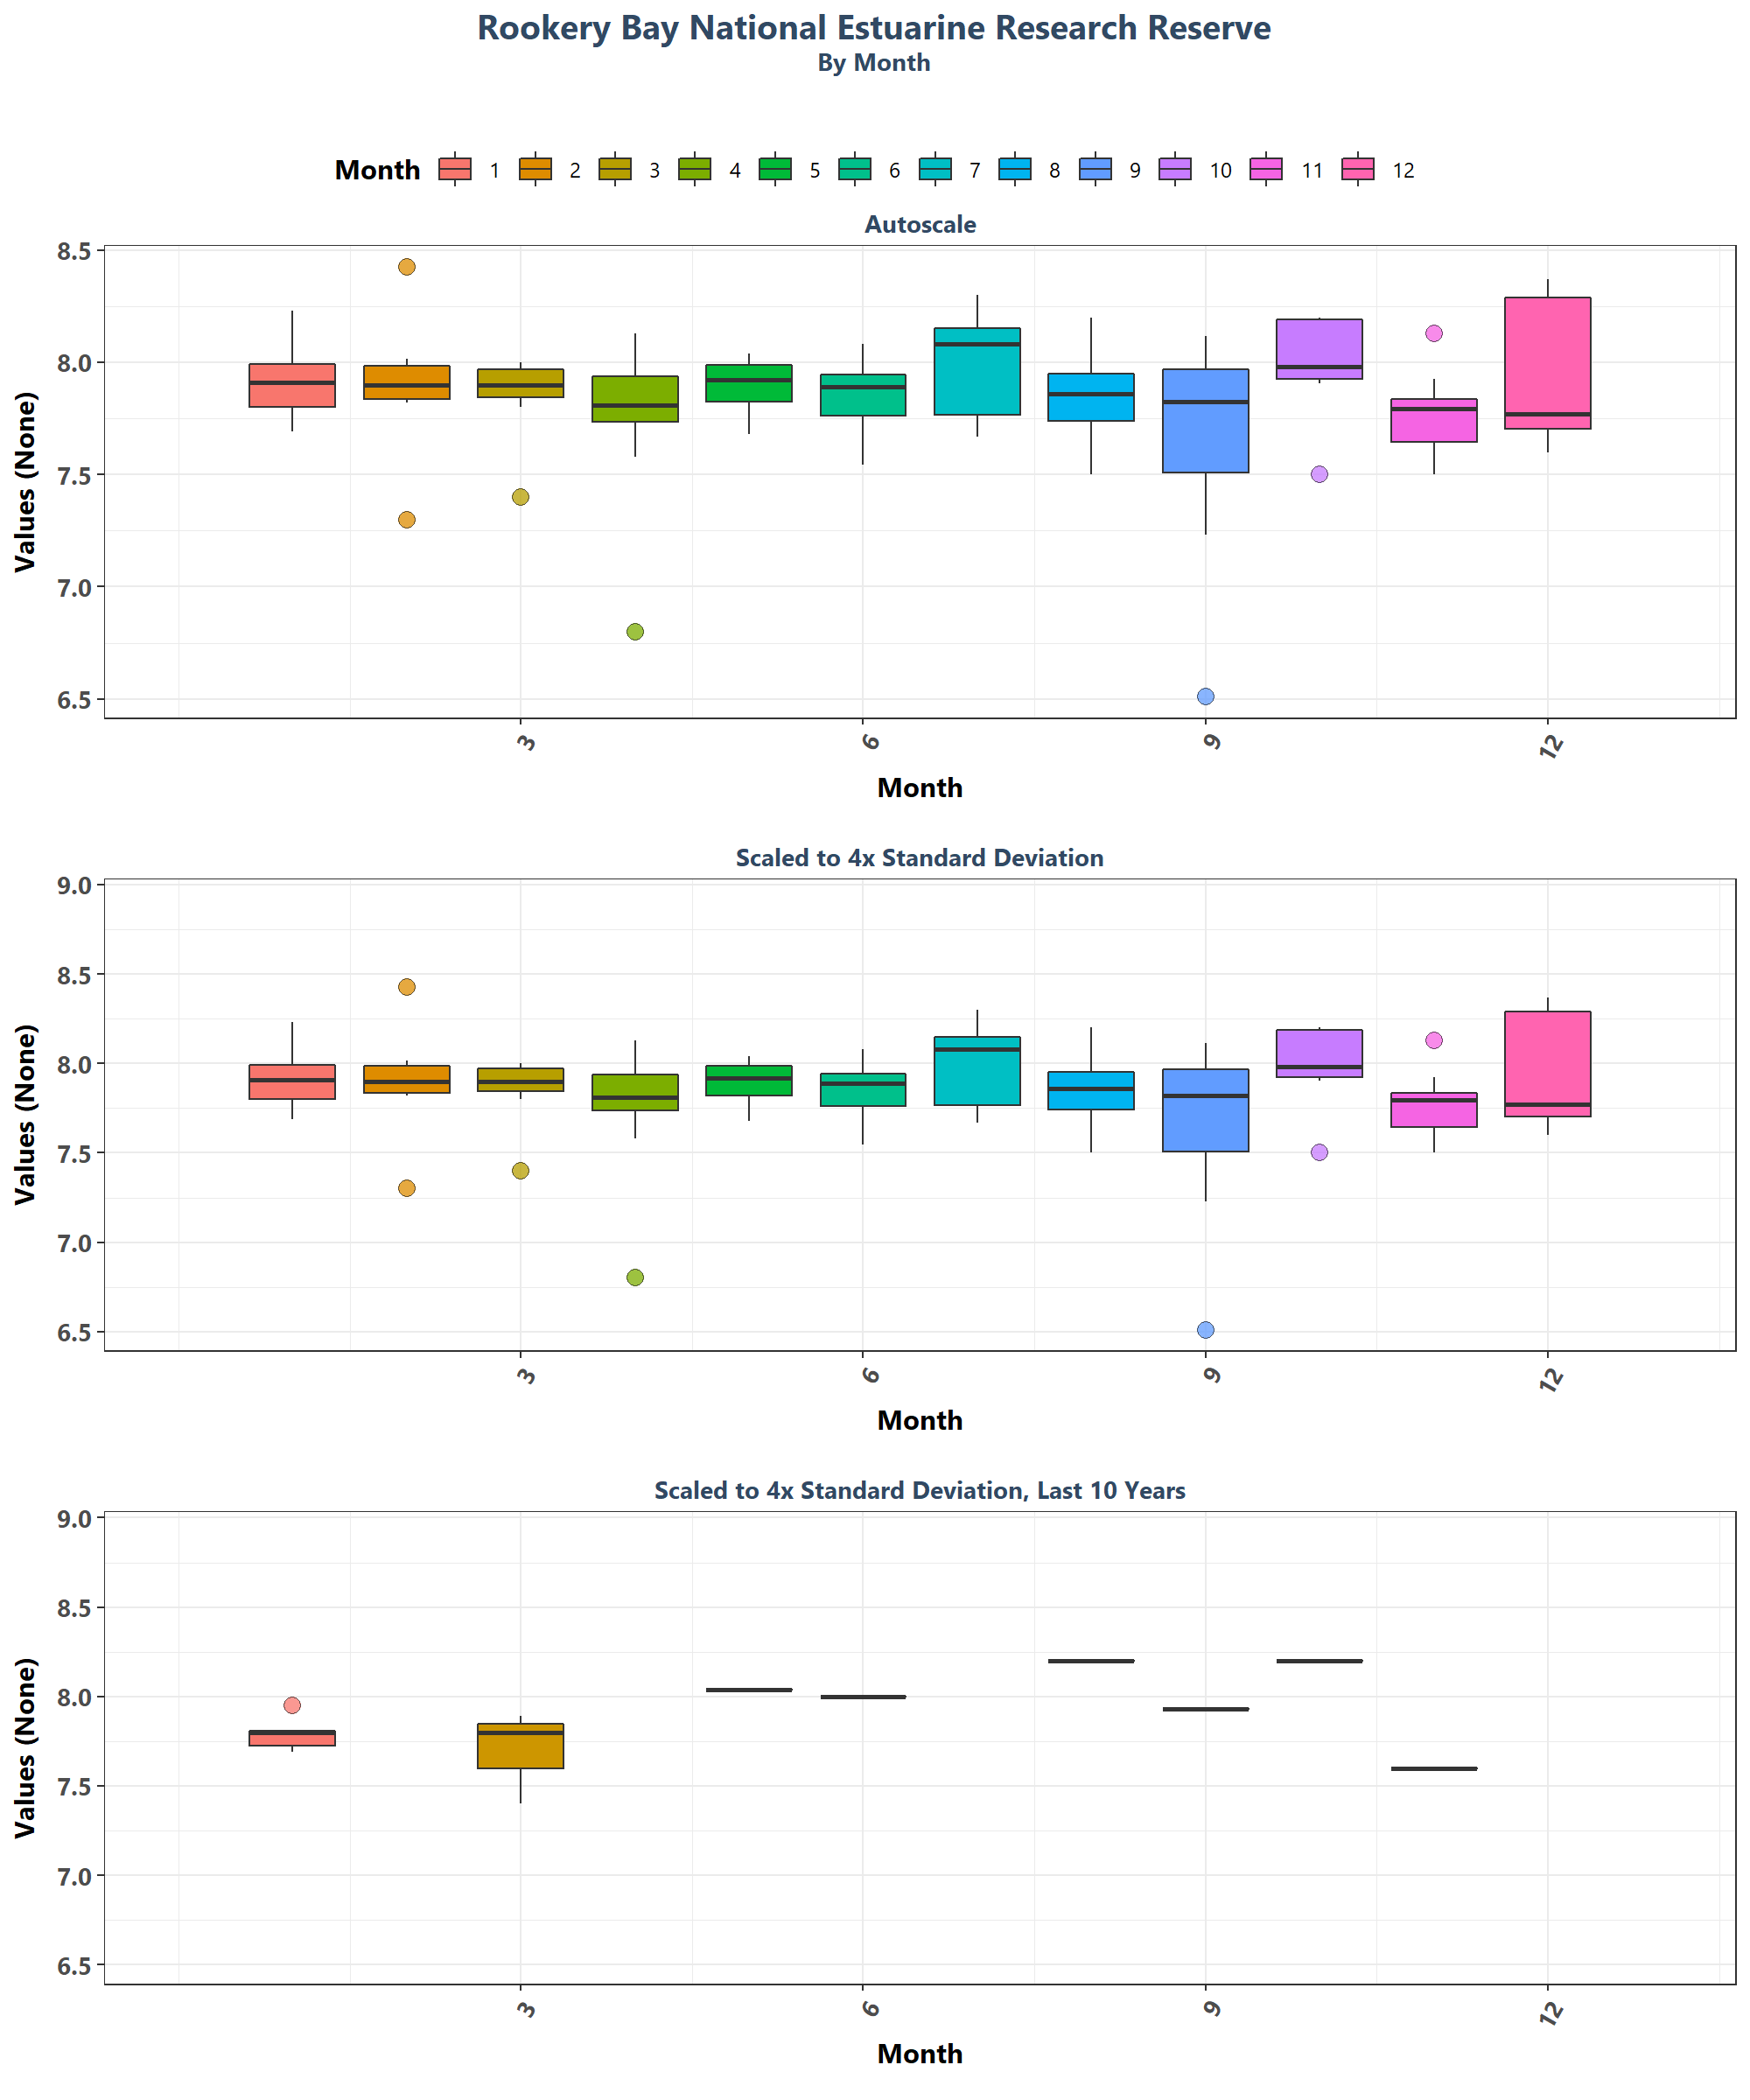 Rookery Bay National Estuarine Research Reserve
By Month
Month 1 2 3 4 5 6 7 8 9 10 11 12
Autoscale
Values (None)
8.5
8.0
7.5
7.0
6.5
3 6 9 12
Month
Scaled to 4x Standard Deviation
Values (None)
9.0
8.5
8.0
7.5
7.0
6.5
3 6 9 12
Month
Scaled to 4x Standard Deviation, Last 10 Years
Values (None)
9.0
8.5
8.0
7.5
7.0
6.5
3 6 9 12
Month